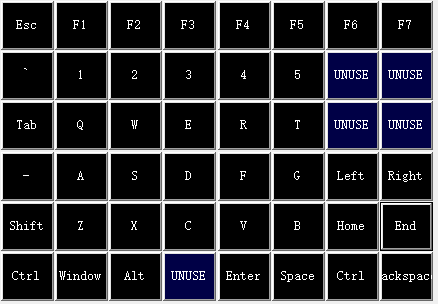 Esc F1 F2 F3 F4 F5 F6 F7
` 1 2 3 4 5 UNUSE UNUSE
Tab Q W E R T UNUSE UNUSE
- A S D F G Left Right
Shift Z X C V B Home End
Ctrl Window Alt UNUSE Enter Space Ctrl ackspac